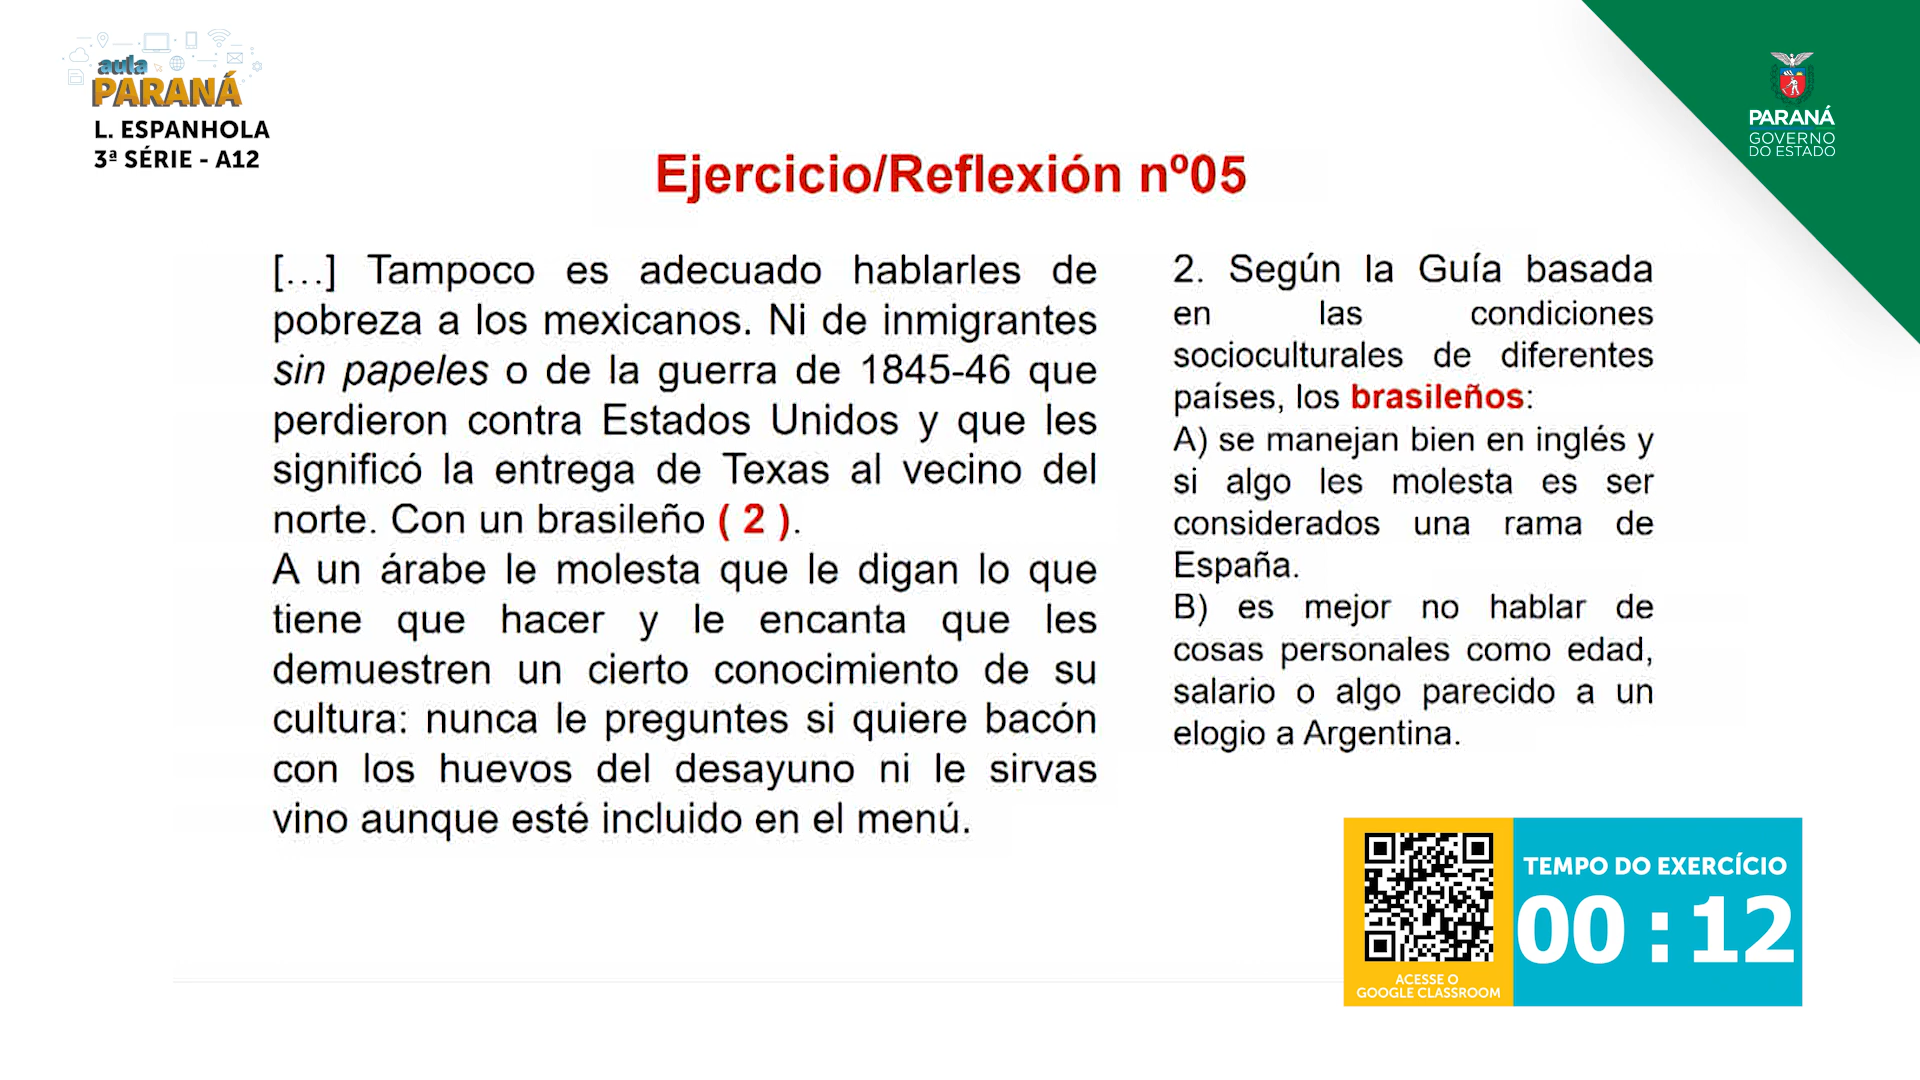 aula
PARANÁ
L. ESPANHOLA
3ª SÉRIE - A12
PARANÁ
GOVERNO
DO ESTADO
Ejercicio/Reflexión nº05
[...] Tampoco es adecuado hablarles de
pobreza a los mexicanos. Ni de inmigrantes
sin papeles o de la guerra de 1845-46 que
perdieron contra Estados Unidos y que les
significó la entrega de Texas al vecino del
norte. Con un brasileño ( 2 ).
A un árabe le molesta que le digan lo que
tiene que hacer y le encanta que les
demuestren un cierto conocimiento de su
cultura: nunca le preguntes si quiere bacón
con los huevos del desayuno ni le sirvas
vino aunque esté incluido en el menú.
2. Según la Guía basada
en las condiciones
socioculturales de diferentes
países, los brasileños:
A) se manejan bien en inglés y
si algo les molesta es ser
considerados una rama de
España.
B) es mejor no hablar de
cosas personales como edad,
salario o algo parecido a un
elogio a Argentina.
ACESSE O
GOOGLE CLASSROOM
TEMPO DO EXERCÍCIO
00 : 12